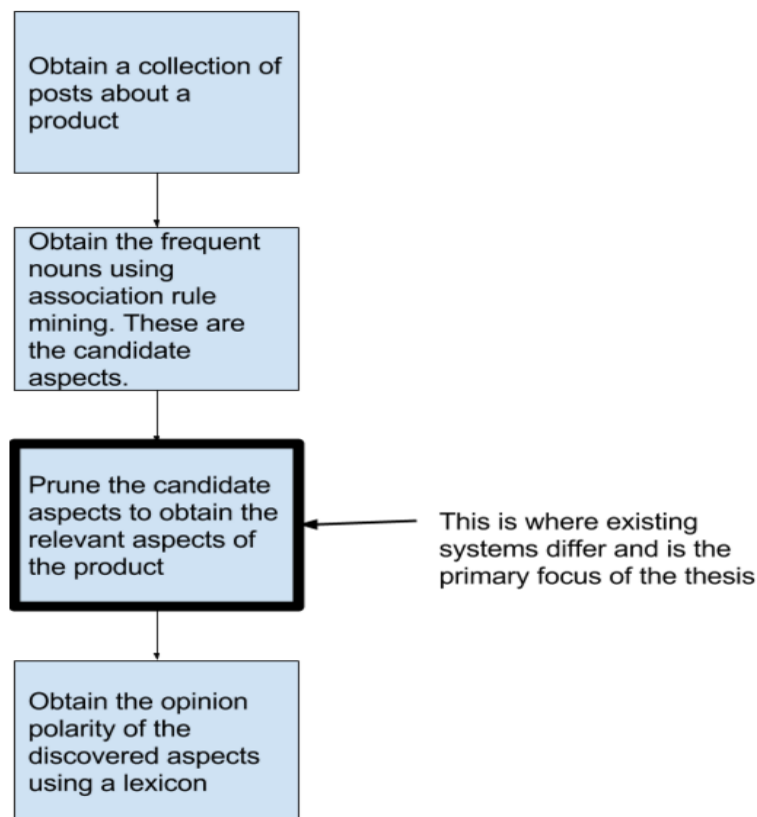 Obtain a collection of
posts about a
product
Obtain the frequent
nouns using
association rule
mining. These are
the candidate
aspects.
Prune the candidate
aspects to obtain the
relevant aspects of
the product
This is where existing
systems differ and is the
primary focus of the thesis
Obtain the opinion
polarity of the
discovered aspects
using a lexicon